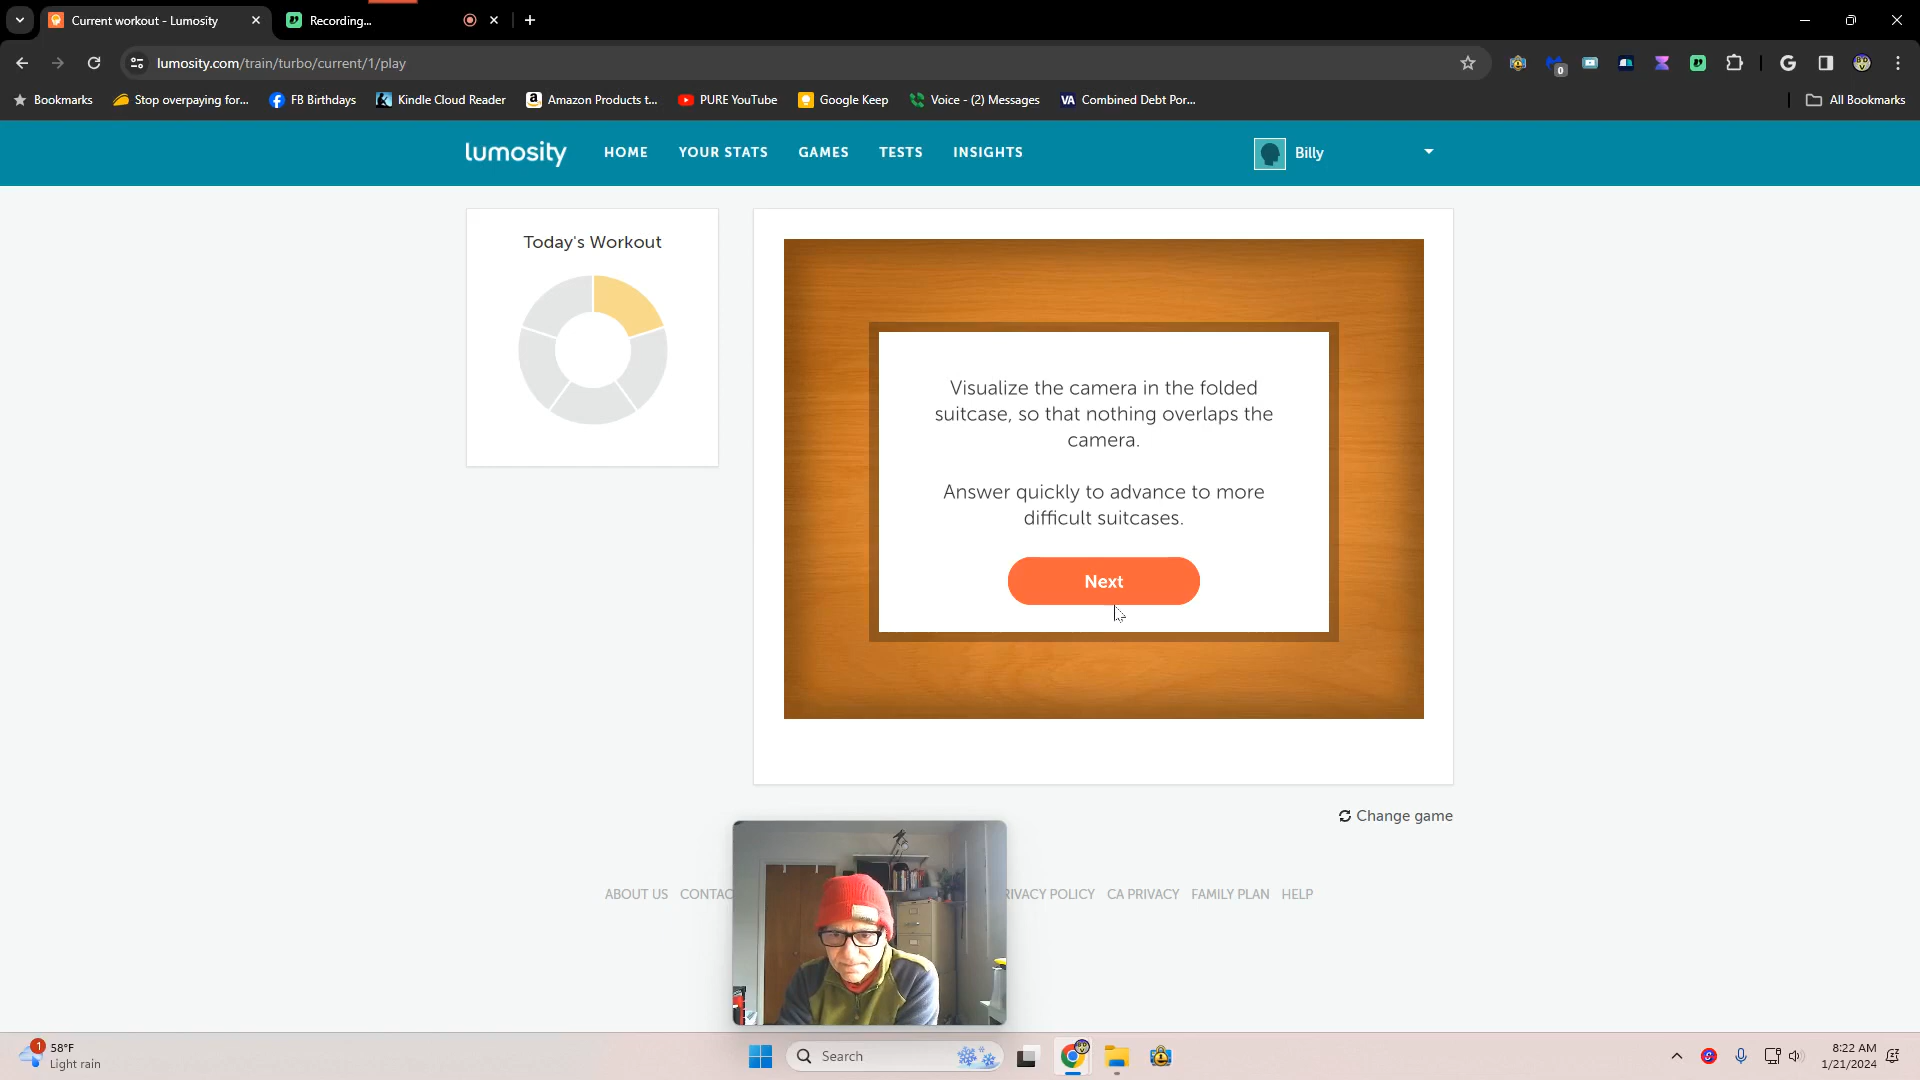 Current workout - Lumosity
Recording...
lumosity.com/train/turbo/current/1/play
0
Bookmarks
Stop overpaying for...
FB Birthdays
Kindle Cloud Reader
Amazon Products t...
PURE YouTube
Google Keep
Voice - (2) Messages
VA Combined Debt Por...
All Bookmarks
lumosity
HOME
YOUR STATS
GAMES
TESTS
INSIGHTS
Billy
Today's Workout
Visualize the camera in the folded
suitcase, so that nothing overlaps the
camera.
Answer quickly to advance to more
difficult suitcases.
Next
Change game
ABOUT US
CONTAC
RIVACY POLICY
CA PRIVACY
FAMILY PLAN
HELP
1
58°F
Light rain
Search
8:22 AM
1/21/2024